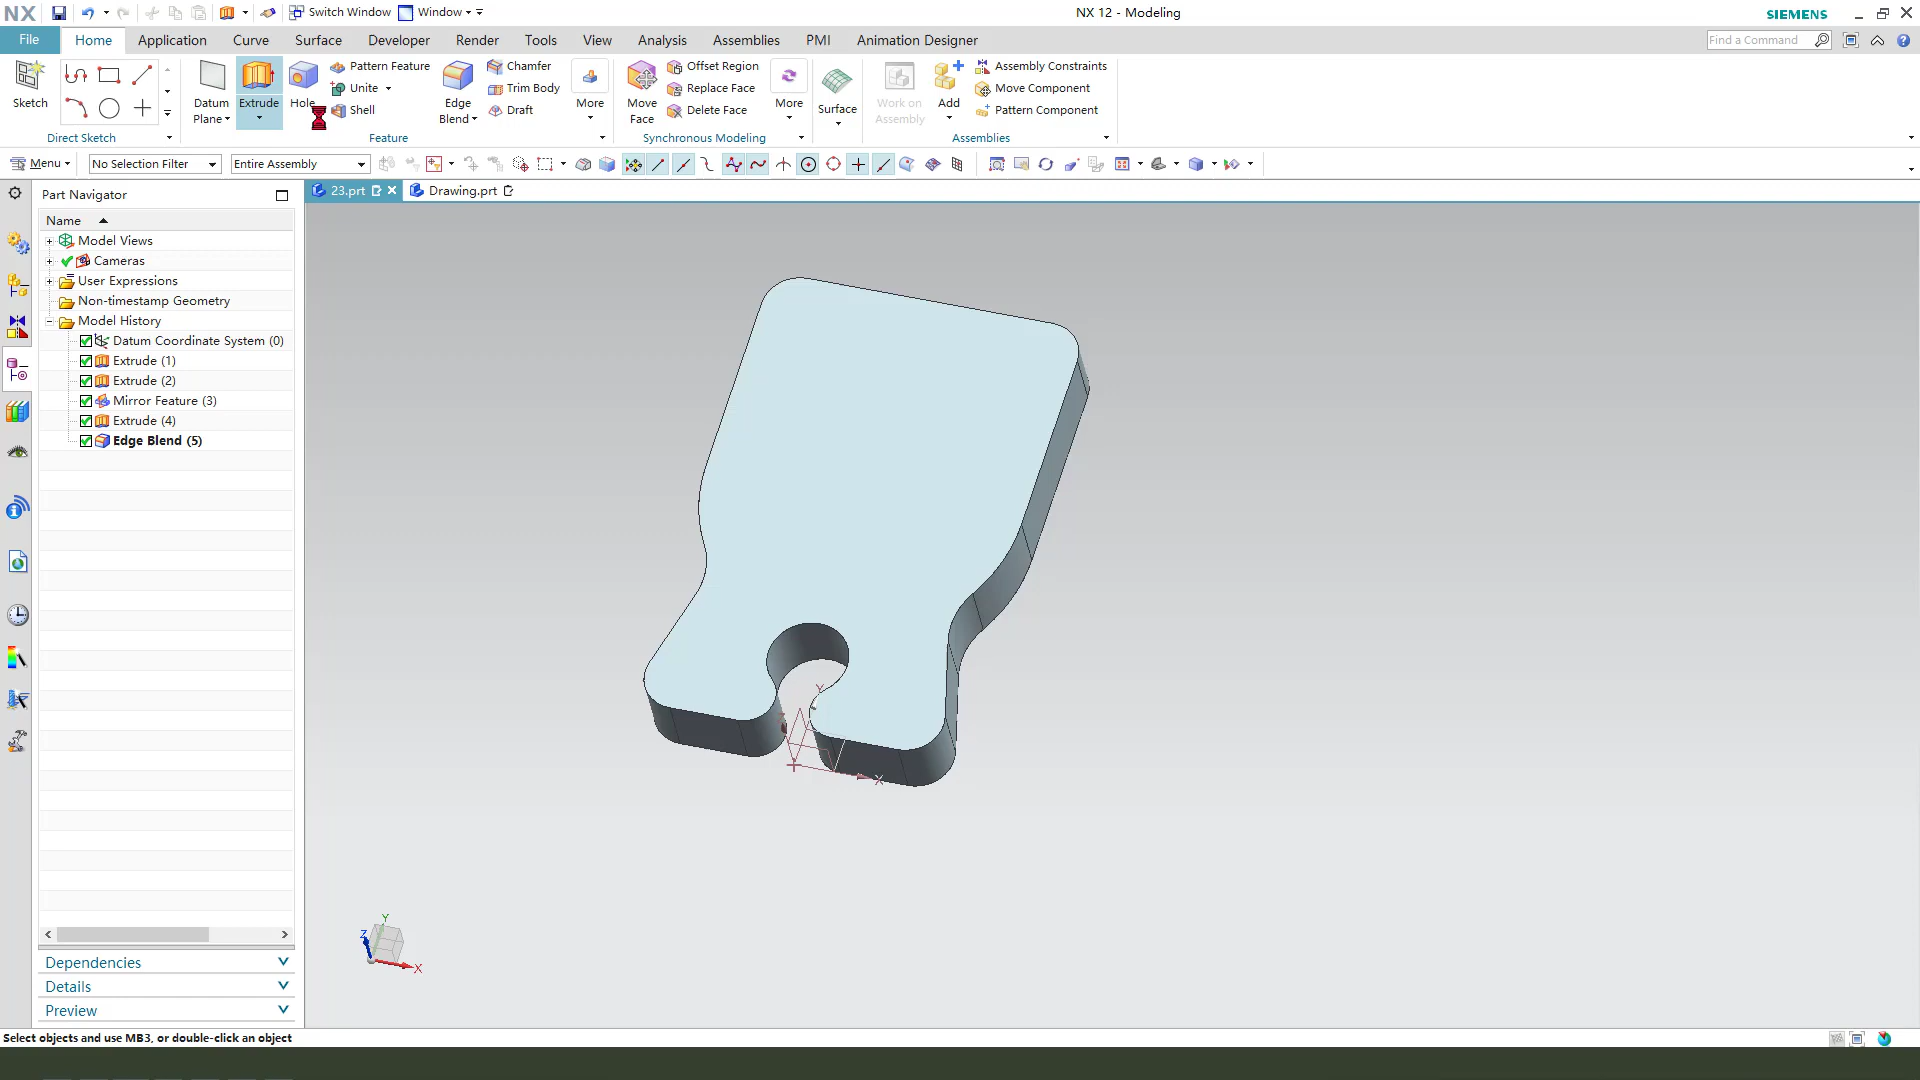 NX
Switch Window
Window
NX 12 - Modeling
SIEMENS
File
Home
Application
Curve
Surface
Developer
Render
Tools
View
Analysis
Assemblies
PMI
Animation Designer
Find a Command
Sketch
Direct Sketch
Datum
Plane
Extrude
Hole
Pattern Feature
Unite
Shell
Edge
Blend
Chamfer
Trim Body
Draft
More
Feature
Move
Face
Offset Region
Replace Face
Delete Face
More
Synchronous Modeling
Surface
Work on
Assembly
Add
Assembly Constraints
Move Component
Pattern Component
Assemblies
Menu
No Selection Filter
Entire Assembly
Part Navigator
23.prt
Drawing.prt
Name
Model Views
Cameras
User Expressions
Non-timestamp Geometry
Model History
Datum Coordinate System (0)
Extrude (1)
Extrude (2)
Mirror Feature (3)
Extrude (4)
Edge Blend (5)
Y
X
Y
Z
X
Dependencies
Details
Preview
Select objects and use MB3, or double-click an object